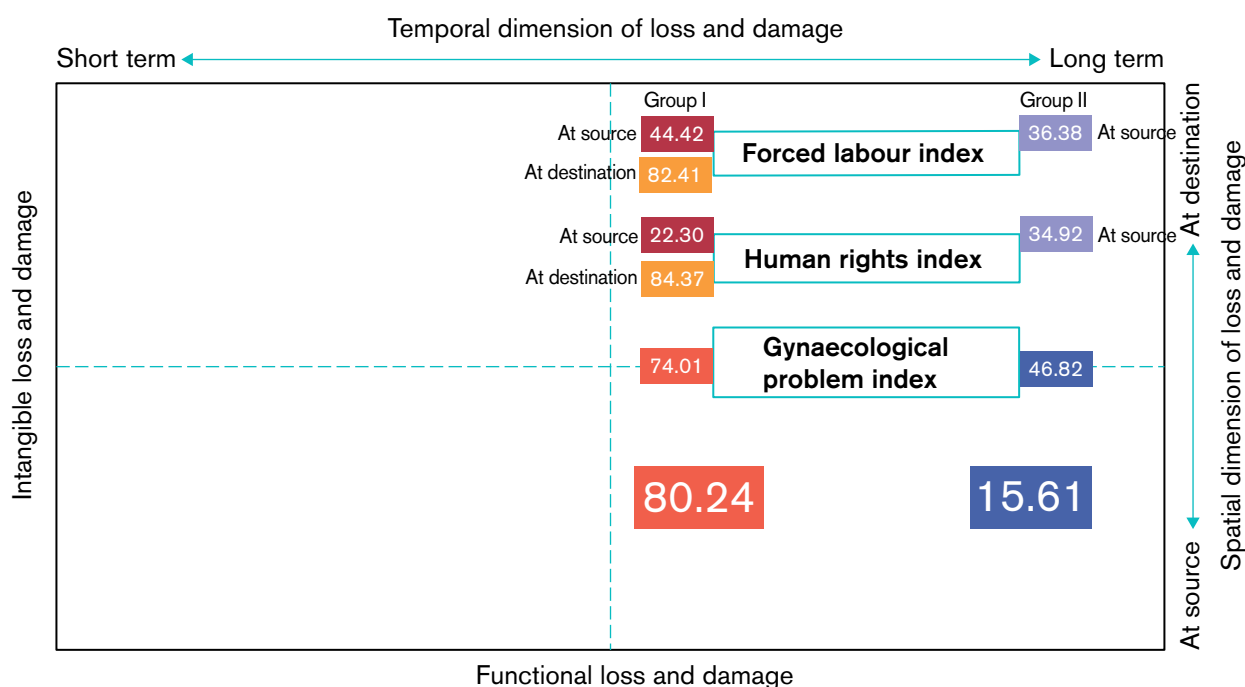 Temporal dimension of loss and damage
Short term
Long term
Group I
Group II
At source
44.42
Forced labour index
36.38
At source
At destination
82.41
At source
22.30
Human rights index
34.92
At source
At destination
84.37
74.01
Gynaecological
problem index
46.82
80.24
15.61
Intangible loss and damage
At destination
At source
Spatial dimension of loss and damage
Functional loss and damage